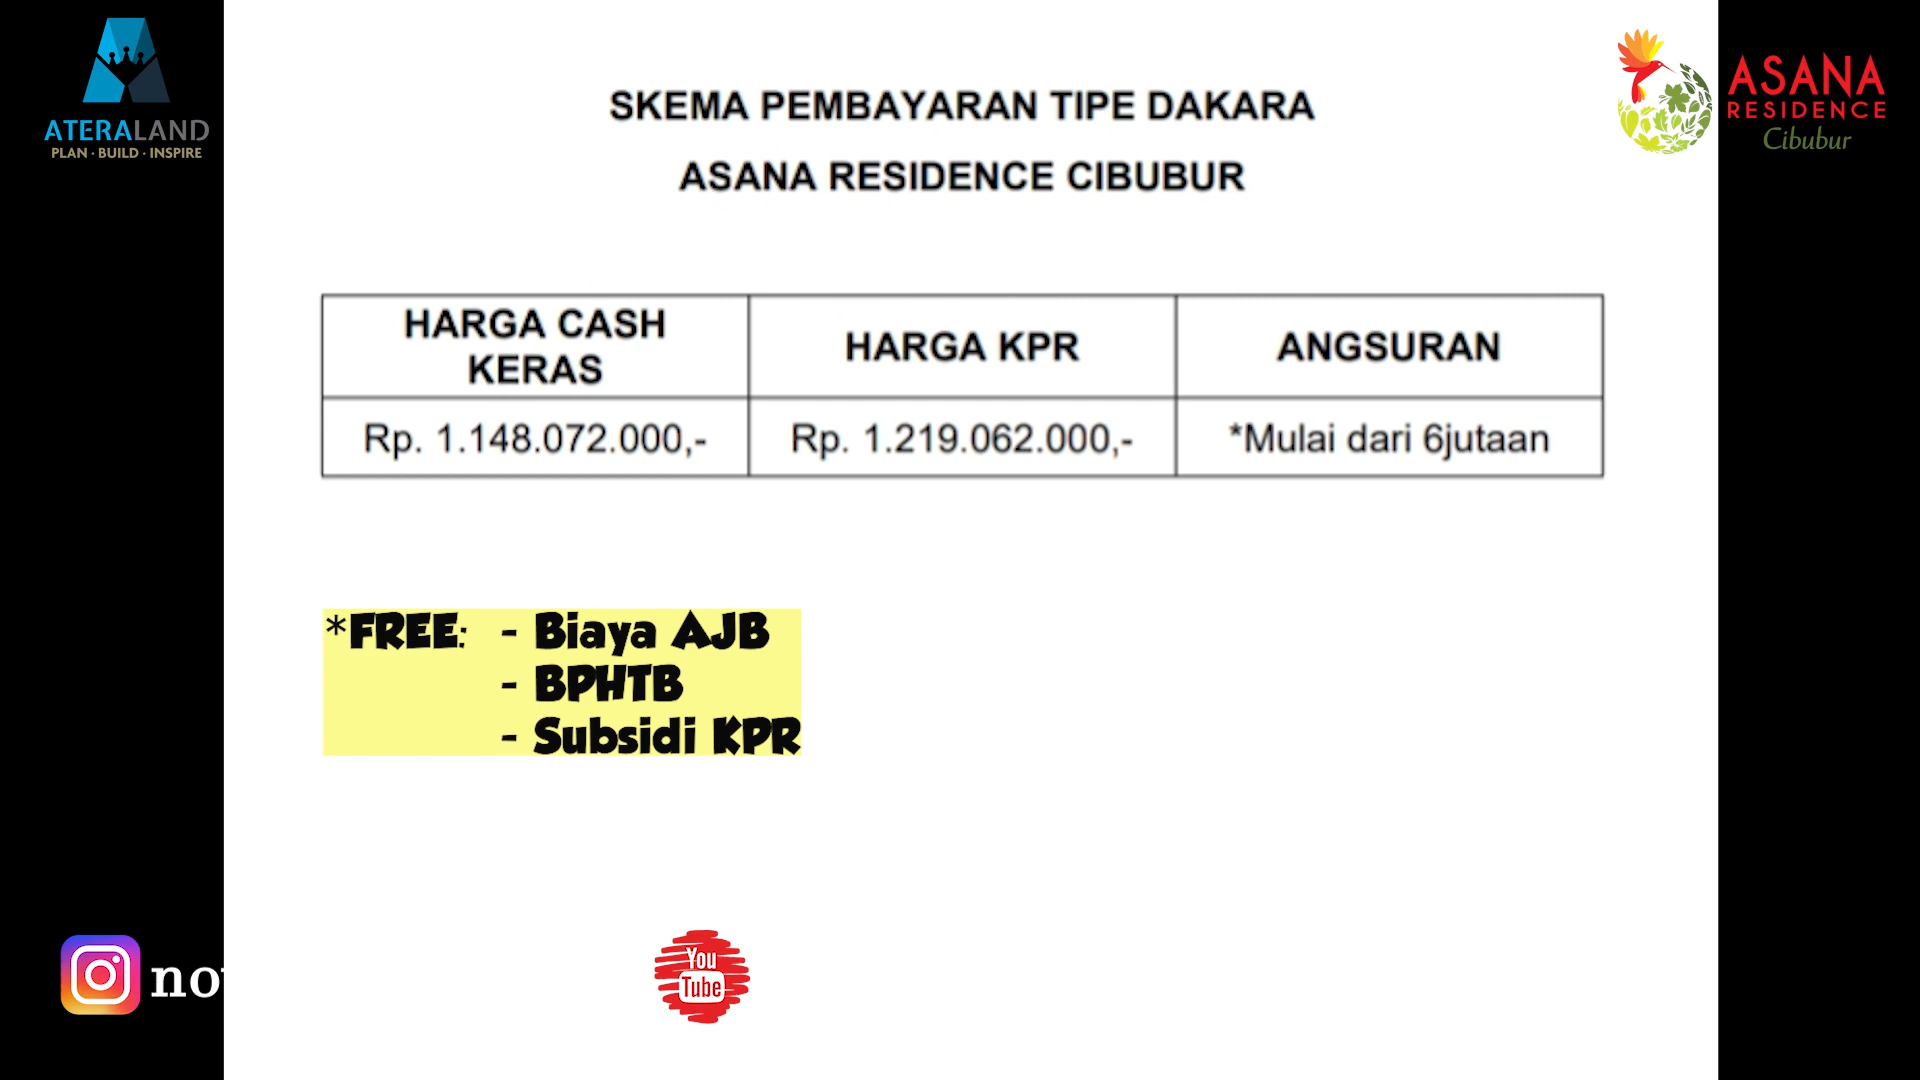 ATERALAND
PLAN · BUILD · INSPIRE
ASANA
RESIDENCE
Cibubur
SKEMA PEMBAYARAN TIPE DAKARA
ASANA RESIDENCE CIBUBUR
HARGA CASH KERAS
HARGA KPR
ANGSURAN
Rp. 1.148.072.000,-
Rp. 1.219.062.000,-
*Mulai dari 6jutaan
*FREE: - Biaya AJB
- BPHTB
- Subsidi KPR
You
Tube